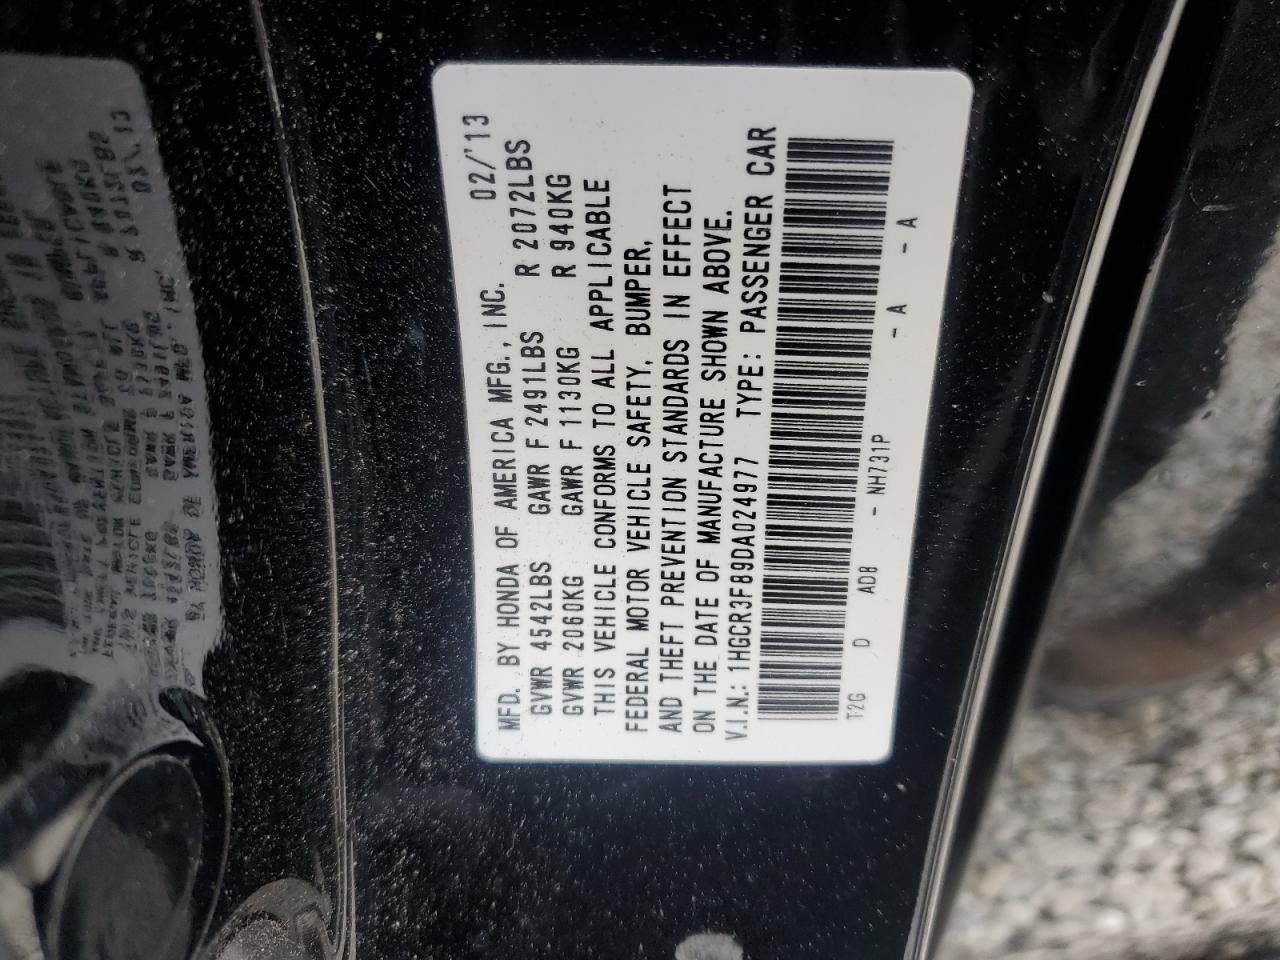 MFD. BY HONDA OF AMERICA MFG., INC. 02/'13
GVWR 4542LBS GAWR F 2491LBS R 2072LBS
GVWR 2060KG GAWR F 1130KG R 940KG
THIS VEHICLE CONFORMS TO ALL APPLICABLE
FEDERAL MOTOR VEHICLE SAFETY, BUMPER,
AND THEFT PREVENTION STANDARDS IN EFFECT
ON THE DATE OF MANUFACTURE SHOWN ABOVE.
V.I.N.: 1HGCR3F89DA024977 TYPE: PASSENGER CAR
T2G D AD8 - NH731P - A - A